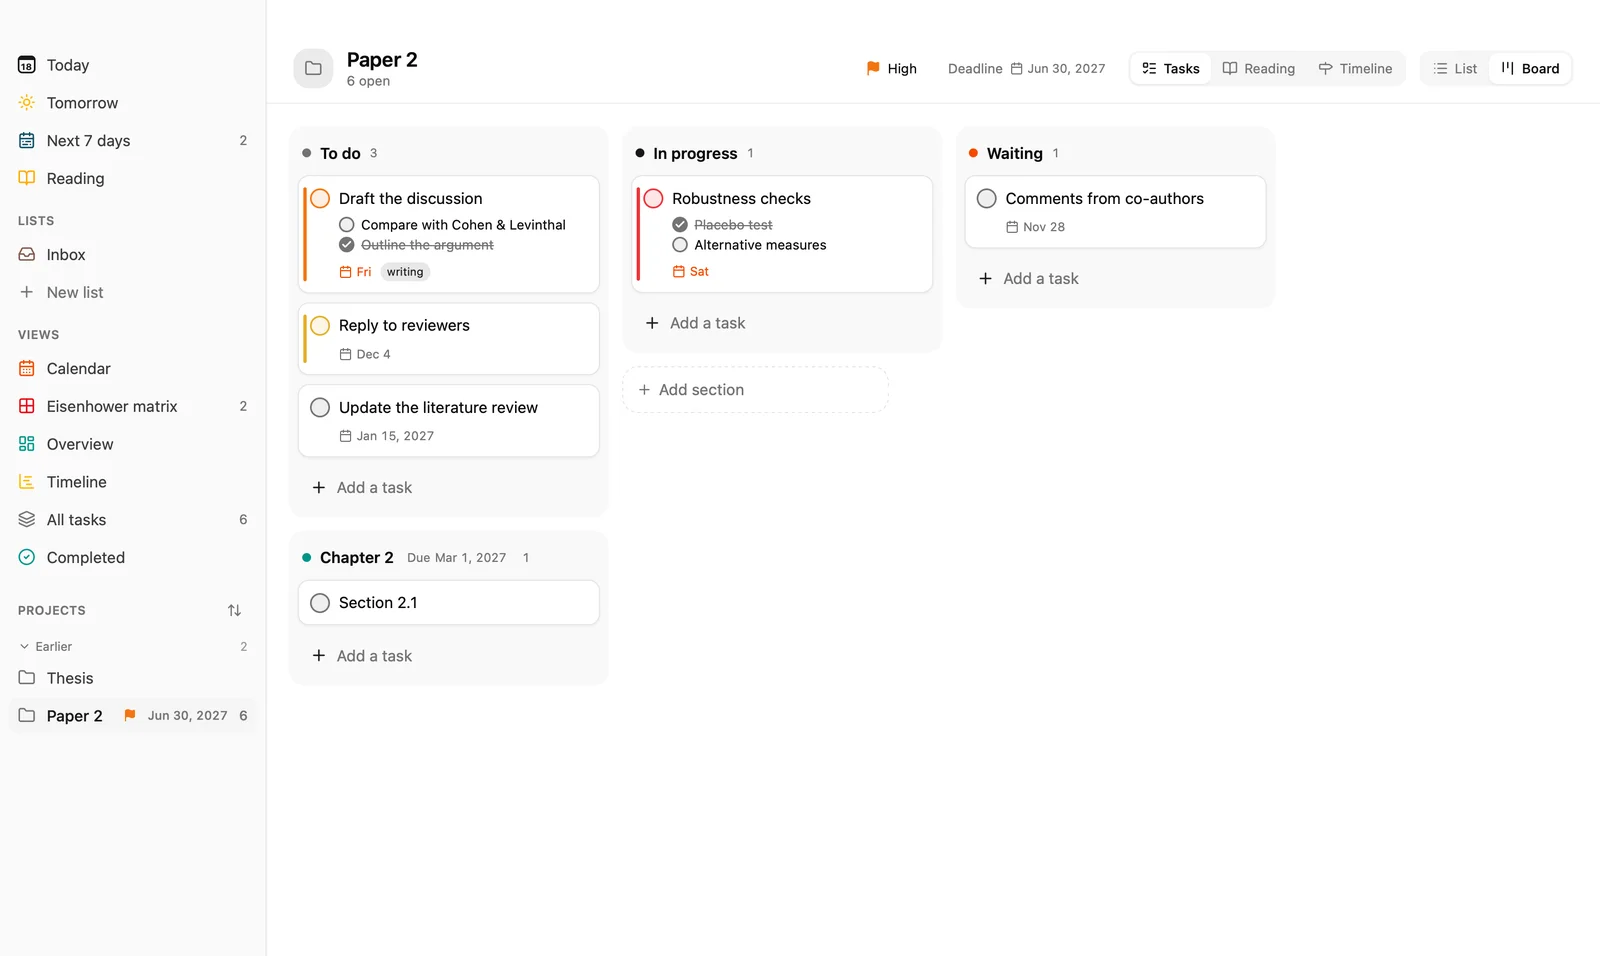 18 Today
Tomorrow
Next 7 days 2
Reading
LISTS
Inbox
New list
VIEWS
Calendar
Eisenhower matrix 2
Overview
Timeline
All tasks 6
Completed
PROJECTS
Earlier 2
Thesis
Paper 2 Jun 30, 2027 6
Paper 2
6 open
High Deadline Jun 30, 2027 Tasks Reading Timeline List Board
To do 3
Draft the discussion
Compare with Cohen & Levinthal
Outline the argument
Fri writing
Reply to reviewers
Dec 4
Update the literature review
Jan 15, 2027
+ Add a task
Chapter 2 Due Mar 1, 2027 1
Section 2.1
+ Add a task
In progress 1
Robustness checks
Placebo test
Alternative measures
Sat
+ Add a task
+ Add section
Waiting 1
Comments from co-authors
Nov 28
+ Add a task